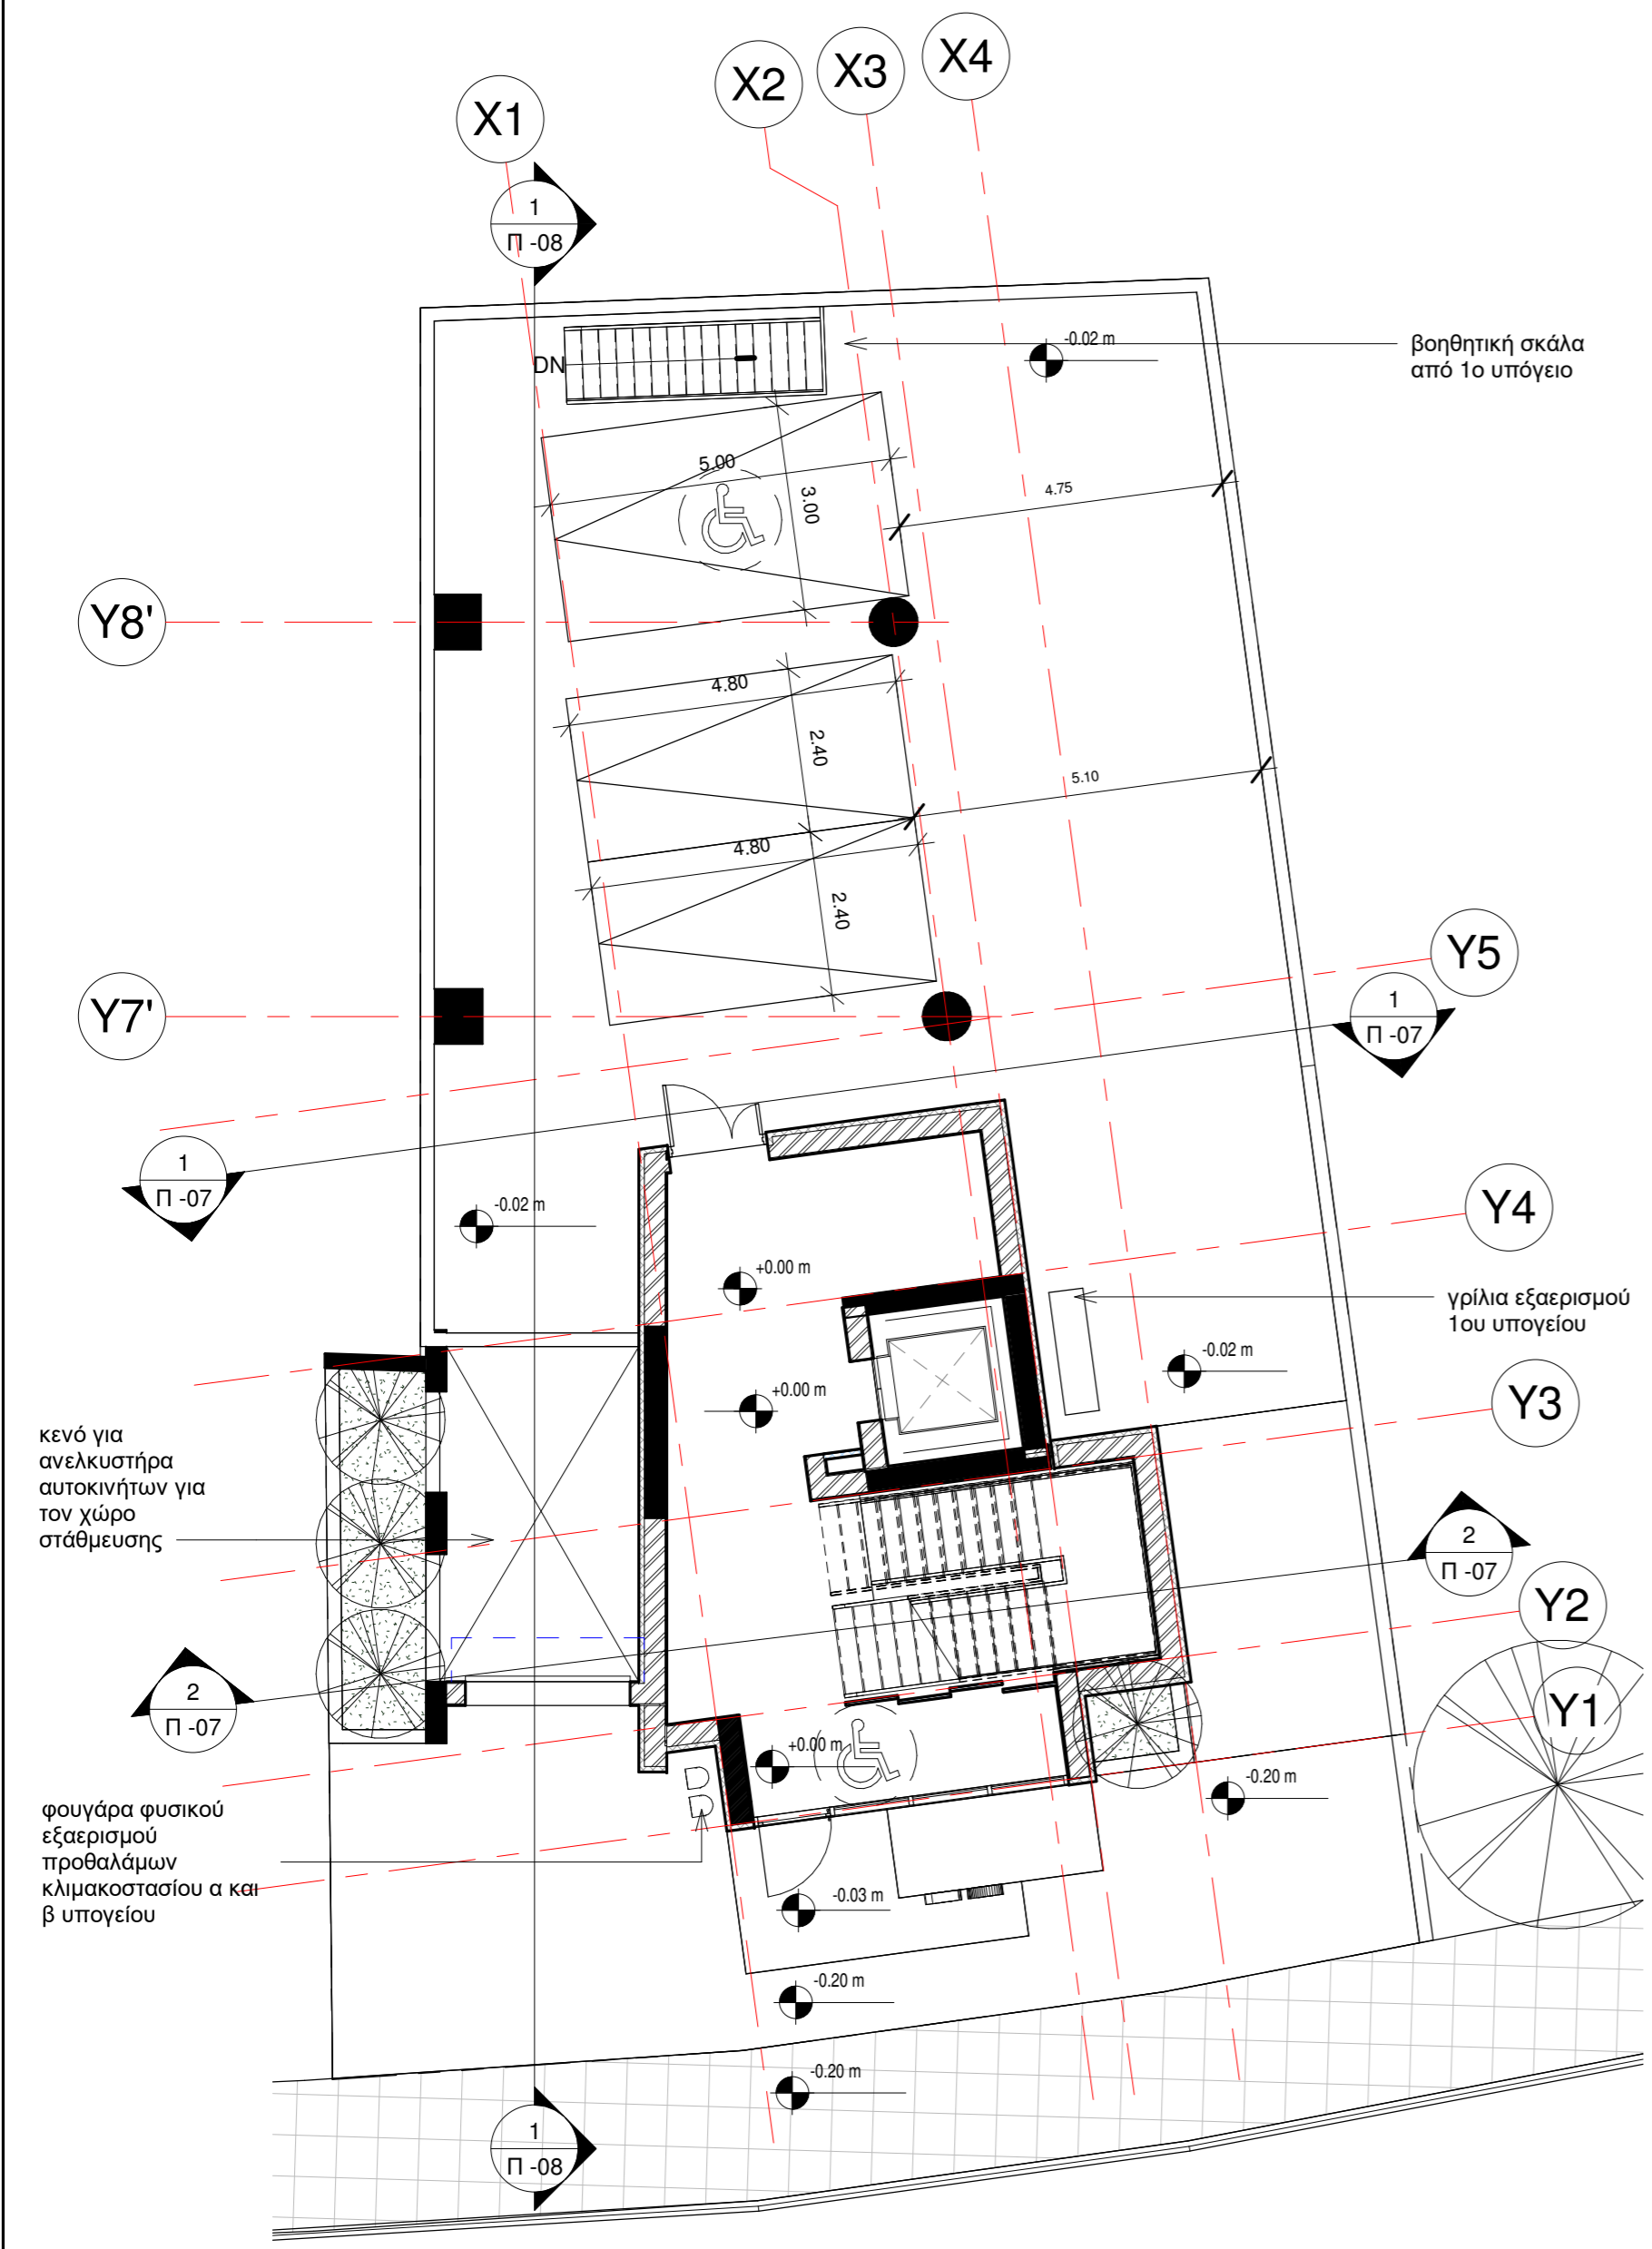 X1
X2
X3
X4
1
Π -08
DN
-0.02 m
βοηθητική σκάλα
από 1ο υπόγειο
5.00
3.00
4.75
Y8'
4.80
2.40
5.10
4.80
2.40
Y5
Y7'
1
Π -07
1
Π -07
-0.02 m
Y4
+0.00 m
γρίλια εξαερισμού
1ου υπογείου
-0.02 m
+0.00 m
Y3
κενό για
ανελκυστήρα
αυτοκινήτων για
τον χώρο
στάθμευσης
2
Π -07
Y2
2
Π -07
Y1
+0.00 m
-0.20 m
φουγάρα φυσικού
εξαερισμού
προθαλάμων
κλιμακοστασίου α και
β υπογείου
-0.03 m
-0.20 m
-0.20 m
1
Π -08